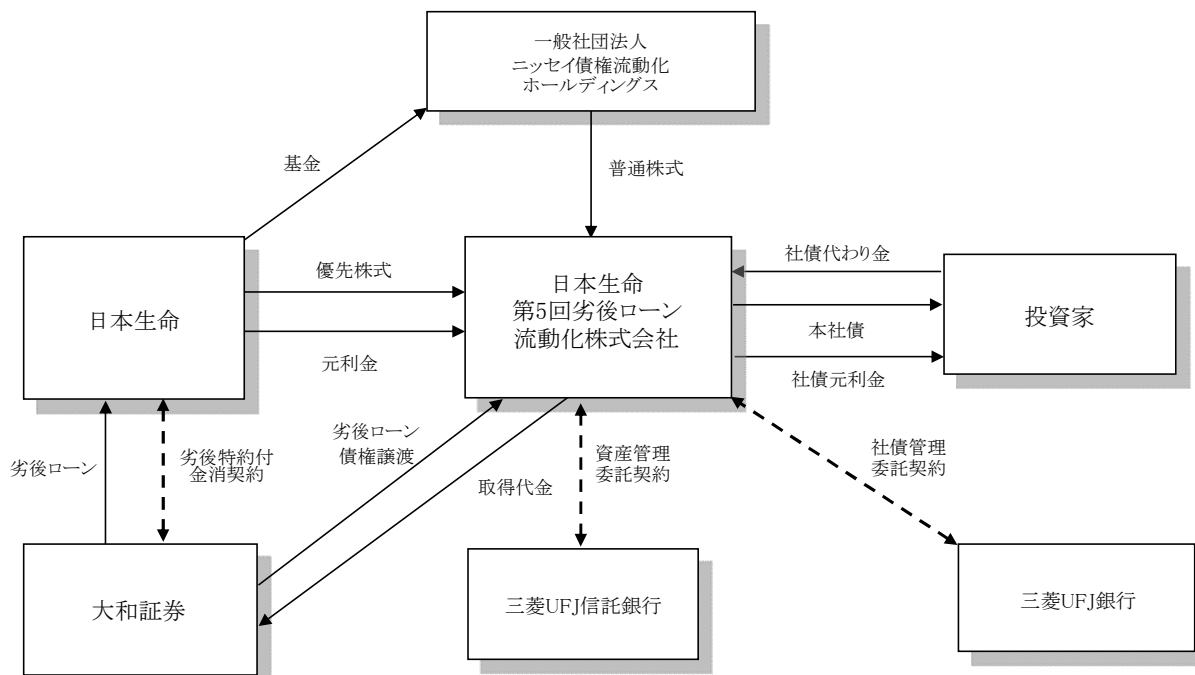 一般社団法人
ニッセイ債権流動化
ホールディングス
基金
普通株式
日本生命
優先株式
元利金
日本生命
第5回劣後ローン
流動化株式会社
社債代わり金
本社債
社債元利金
投資家
劣後ローン
劣後特約付
金消契約
劣後ローン
債権譲渡
取得代金
資産管理
委託契約
社債管理
委託契約
大和証券
三菱UFJ信託銀行
三菱UFJ銀行